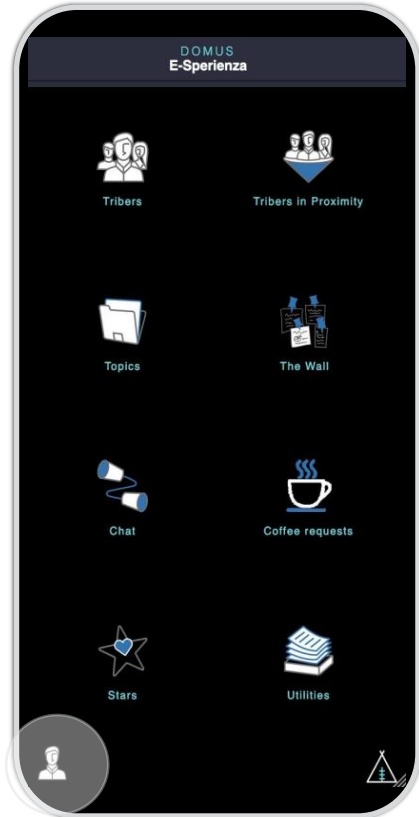 DOMUS
E-Sperienza
Tribers
Tribers in Proximity
Topics
The Wall
Chat
Coffee requests
Stars
Utilities